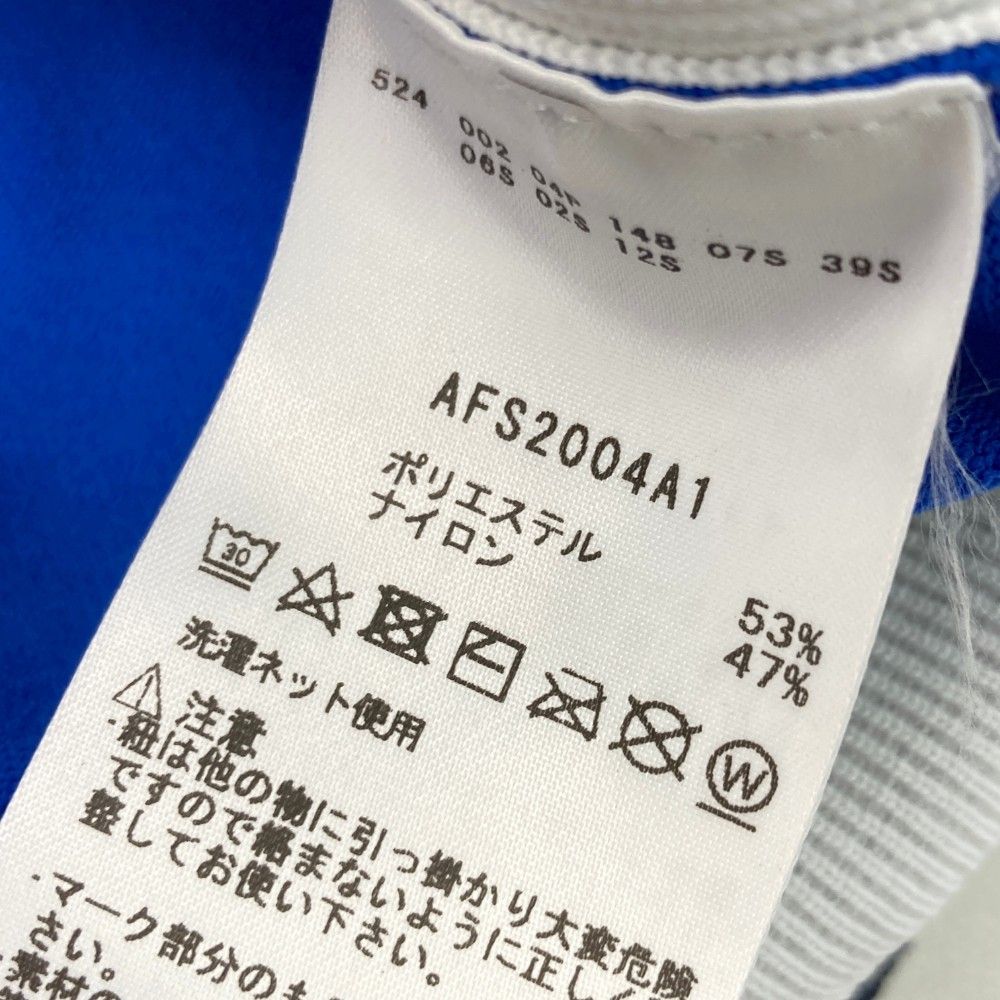 524 002 04P 148 07S 39S
06S 02S 12S
AFS2004A1
ポリエステル 53%
ナイロン 47%
30
W
洗濯ネット使用
注意
・紐は他の物に引っ掛かり大変危険
ですので絡まないように正し
整してお使い下さい。
・マーク部分の
さい。
・素材の